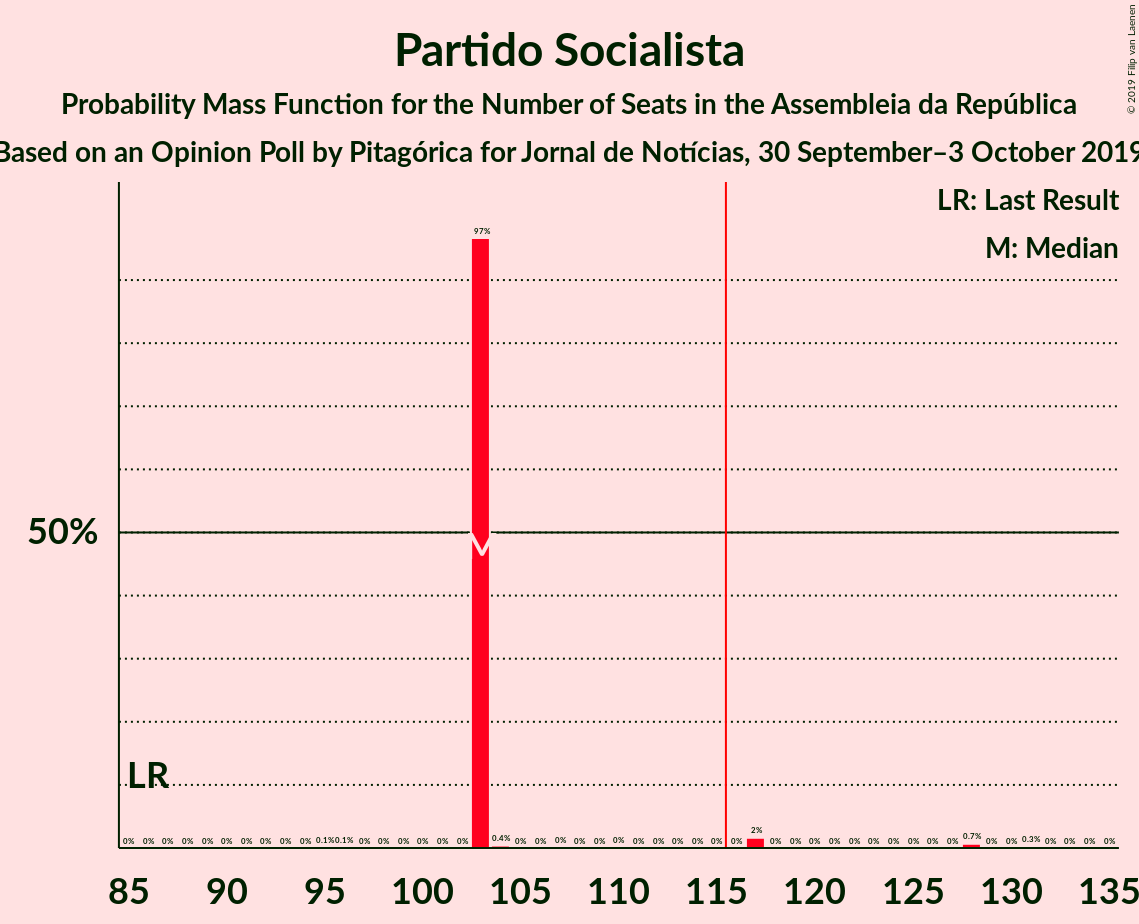 Partido Socialista
Probability Mass Function for the Number of Seats in the Assembleia da República
Based on an Opinion Poll by Pitagórica for Jornal de Notícias, 30 September–3 October 2019
© 2019 Filip van Laenen
LR: Last Result
M: Median
97%
50%
LR
0% 0% 0% 0% 0% 0% 0% 0% 0% 0% 0.1% 0.1% 0% 0% 0% 0% 0% 0% 0.4% 0% 0% 0% 0% 0% 0% 0% 0% 0% 0% 0% 0% 2% 0% 0% 0% 0% 0% 0% 0% 0% 0% 0% 0.7% 0% 0% 0.3% 0% 0% 0% 0%
85 90 95 100 105 110 115 120 125 130 135